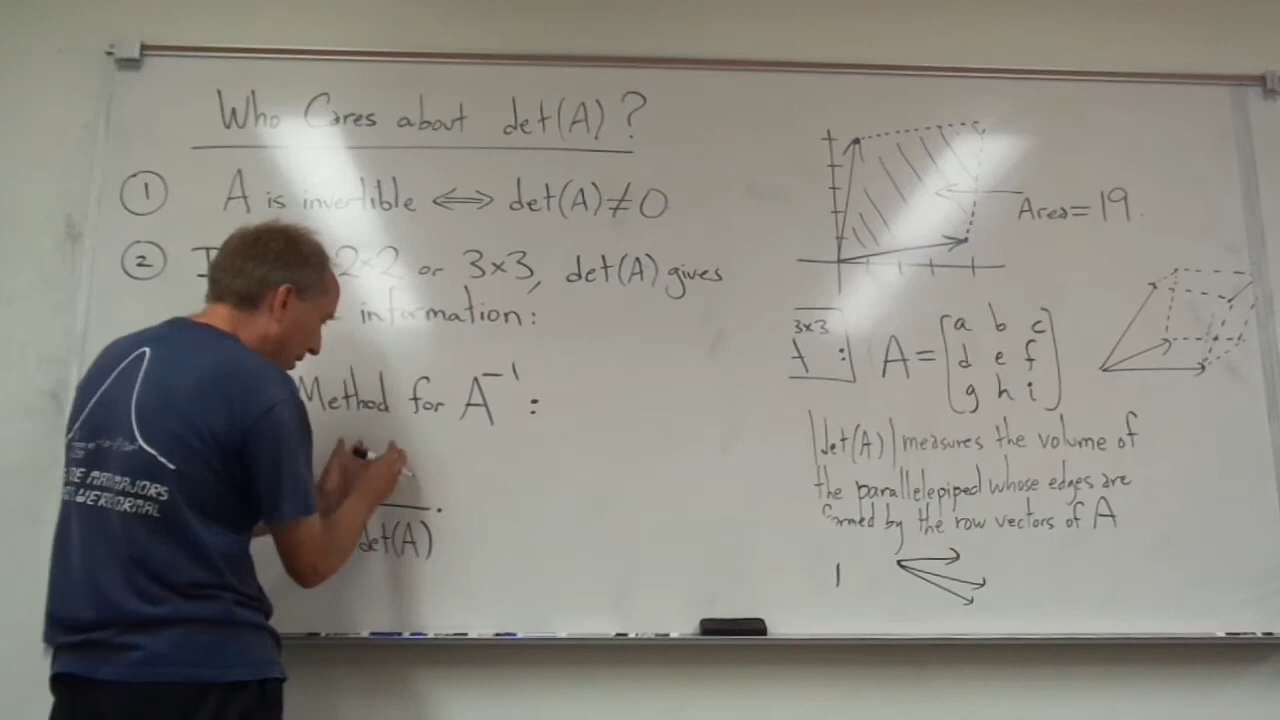 Who Cares about det(A)?
① A is invertible ⟺ det(A)≠0
② 2×2 or 3×3, det(A) gives
information:
Method for A⁻¹:
det(A)
Area=19
3×3
A = [a b c
d e f
g h i]
|det(A)| measures the volume of
the parallelepiped whose edges are
formed by the row vectors of A